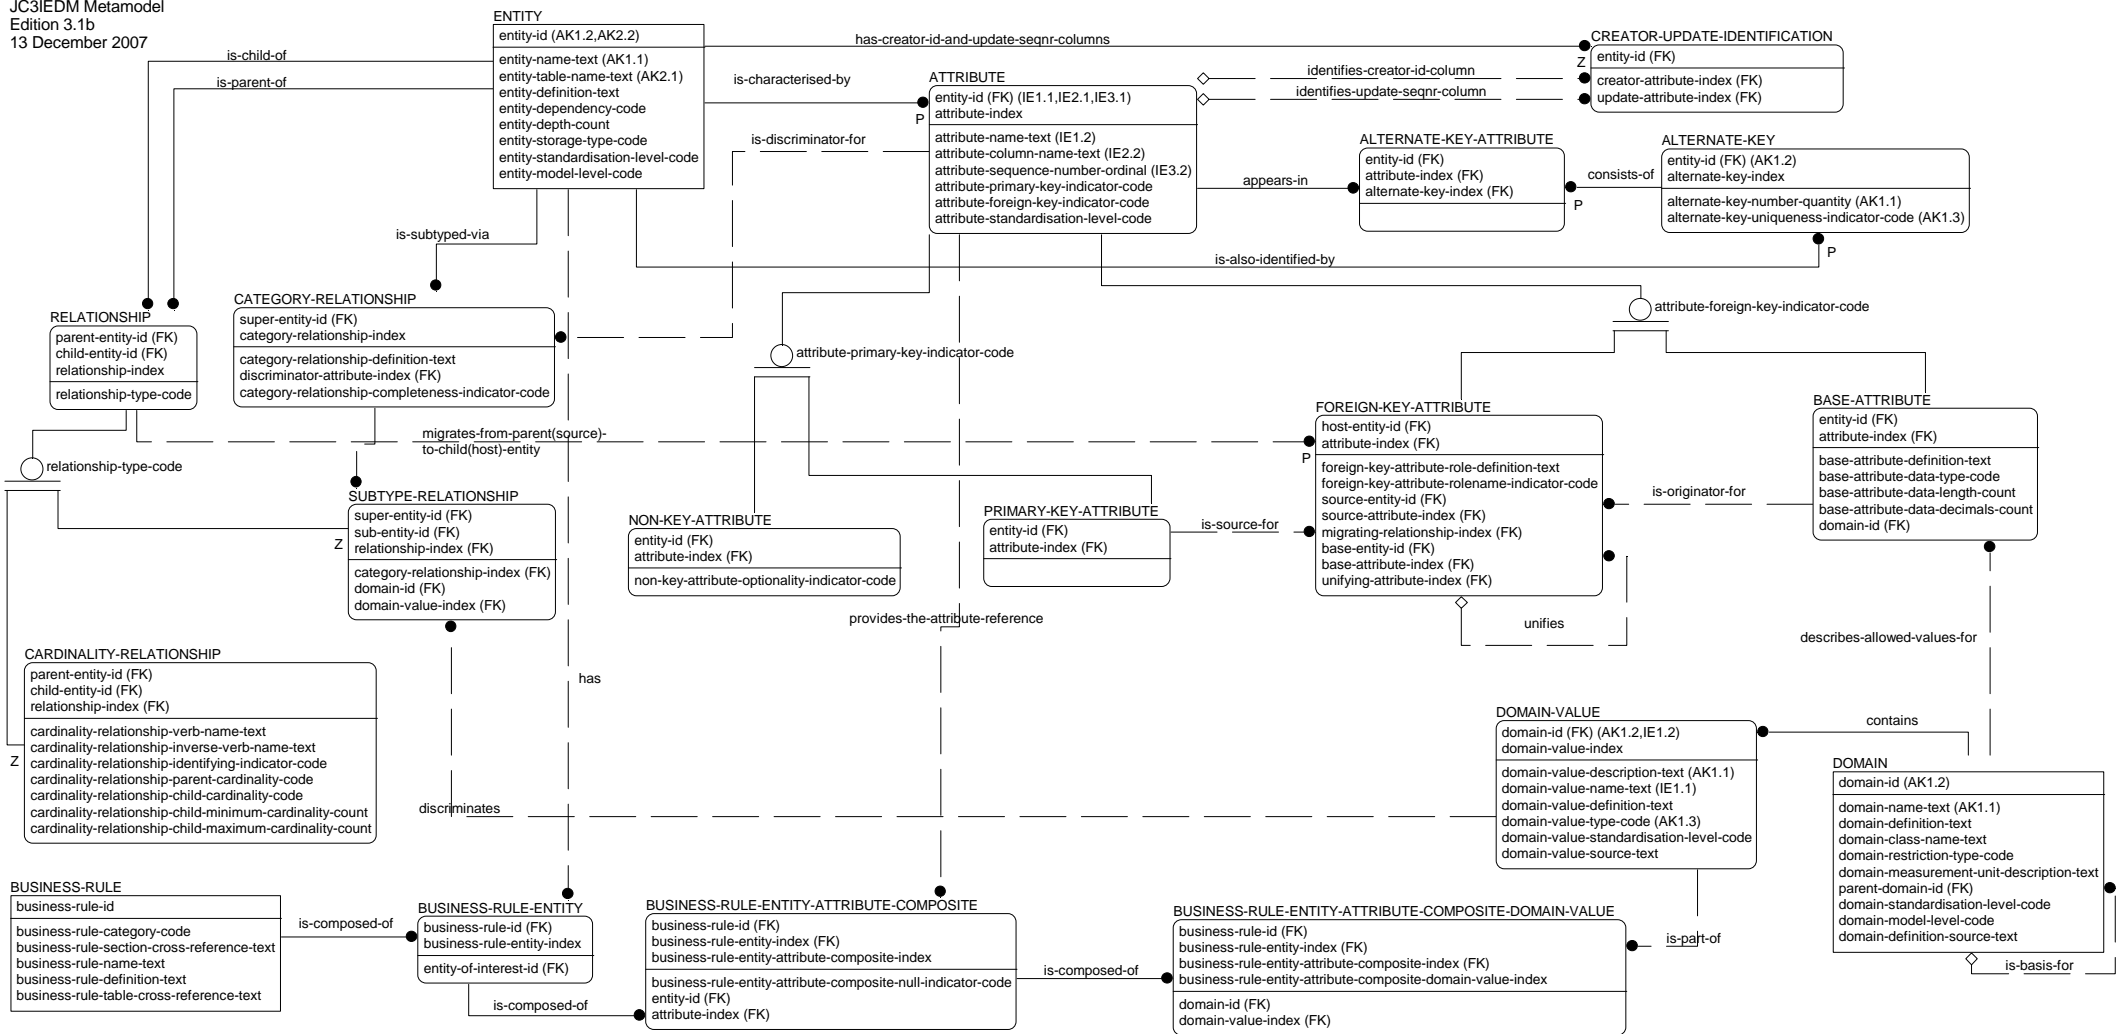 JC3IEDM Metamodel
Edition 3.1b
13 December 2007
ENTITY
entity-id (AK1.2,AK2.2)
entity-name-text (AK1.1)
entity-table-name-text (AK2.1)
entity-definition-text
entity-dependency-code
entity-depth-count
entity-storage-type-code
entity-standardisation-level-code
entity-model-level-code
is-child-of
is-parent-of
has-creator-id-and-update-seqnr-columns
is-characterised-by
CREATOR-UPDATE-IDENTIFICATION
entity-id (FK)
creator-attribute-index (FK)
update-attribute-index (FK)
Z
identifies-creator-id-column
identifies-update-seqnr-column
ATTRIBUTE
entity-id (FK) (IE1.1,IE2.1,IE3.1)
attribute-index
attribute-name-text (IE1.2)
attribute-column-name-text (IE2.2)
attribute-sequence-number-ordinal (IE3.2)
attribute-primary-key-indicator-code
attribute-foreign-key-indicator-code
attribute-standardisation-level-code
P
is-discriminator-for
appears-in
ALTERNATE-KEY-ATTRIBUTE
entity-id (FK)
attribute-index (FK)
alternate-key-index (FK)
consists-of
P
ALTERNATE-KEY
entity-id (FK) (AK1.2)
alternate-key-index
alternate-key-number-quantity (AK1.1)
alternate-key-uniqueness-indicator-code (AK1.3)
P
is-subtyped-via
is-also-identified-by
RELATIONSHIP
parent-entity-id (FK)
child-entity-id (FK)
relationship-index
relationship-type-code
CATEGORY-RELATIONSHIP
super-entity-id (FK)
category-relationship-index
category-relationship-definition-text
discriminator-attribute-index (FK)
category-relationship-completeness-indicator-code
attribute-primary-key-indicator-code
attribute-foreign-key-indicator-code
migrates-from-parent(source)-
to-child(host)-entity
relationship-type-code
FOREIGN-KEY-ATTRIBUTE
host-entity-id (FK)
attribute-index (FK)
foreign-key-attribute-role-definition-text
foreign-key-attribute-rolename-indicator-code
source-entity-id (FK)
source-attribute-index (FK)
migrating-relationship-index (FK)
base-entity-id (FK)
base-attribute-index (FK)
unifying-attribute-index (FK)
P
is-originator-for
BASE-ATTRIBUTE
entity-id (FK)
attribute-index (FK)
base-attribute-definition-text
base-attribute-data-type-code
base-attribute-data-length-count
base-attribute-data-decimals-count
domain-id (FK)
SUBTYPE-RELATIONSHIP
super-entity-id (FK)
sub-entity-id (FK)
relationship-index (FK)
category-relationship-index (FK)
domain-id (FK)
domain-value-index (FK)
Z
NON-KEY-ATTRIBUTE
entity-id (FK)
attribute-index (FK)
non-key-attribute-optionality-indicator-code
PRIMARY-KEY-ATTRIBUTE
entity-id (FK)
attribute-index (FK)
is-source-for
provides-the-attribute-reference
unifies
describes-allowed-values-for
CARDINALITY-RELATIONSHIP
parent-entity-id (FK)
child-entity-id (FK)
relationship-index (FK)
cardinality-relationship-verb-name-text
cardinality-relationship-inverse-verb-name-text
cardinality-relationship-identifying-indicator-code
cardinality-relationship-parent-cardinality-code
cardinality-relationship-child-cardinality-code
cardinality-relationship-child-minimum-cardinality-count
cardinality-relationship-child-maximum-cardinality-count
Z
has
discriminates
DOMAIN-VALUE
domain-id (FK) (AK1.2,IE1.2)
domain-value-index
domain-value-description-text (AK1.1)
domain-value-name-text (IE1.1)
domain-value-definition-text
domain-value-type-code (AK1.3)
domain-value-standardisation-level-code
domain-value-source-text
contains
DOMAIN
domain-id (AK1.2)
domain-name-text (AK1.1)
domain-definition-text
domain-class-name-text
domain-restriction-type-code
domain-measurement-unit-description-text
parent-domain-id (FK)
domain-standardisation-level-code
domain-model-level-code
domain-definition-source-text
is-basis-for
BUSINESS-RULE
business-rule-id
business-rule-category-code
business-rule-section-cross-reference-text
business-rule-name-text
business-rule-definition-text
business-rule-table-cross-reference-text
is-composed-of
BUSINESS-RULE-ENTITY
business-rule-id (FK)
business-rule-entity-index
entity-of-interest-id (FK)
is-composed-of
BUSINESS-RULE-ENTITY-ATTRIBUTE-COMPOSITE
business-rule-id (FK)
business-rule-entity-index (FK)
business-rule-entity-attribute-composite-index
business-rule-entity-attribute-composite-null-indicator-code
entity-id (FK)
attribute-index (FK)
is-composed-of
BUSINESS-RULE-ENTITY-ATTRIBUTE-COMPOSITE-DOMAIN-VALUE
business-rule-id (FK)
business-rule-entity-index (FK)
business-rule-entity-attribute-composite-index (FK)
business-rule-entity-attribute-composite-domain-value-index
domain-id (FK)
domain-value-index (FK)
is-part-of